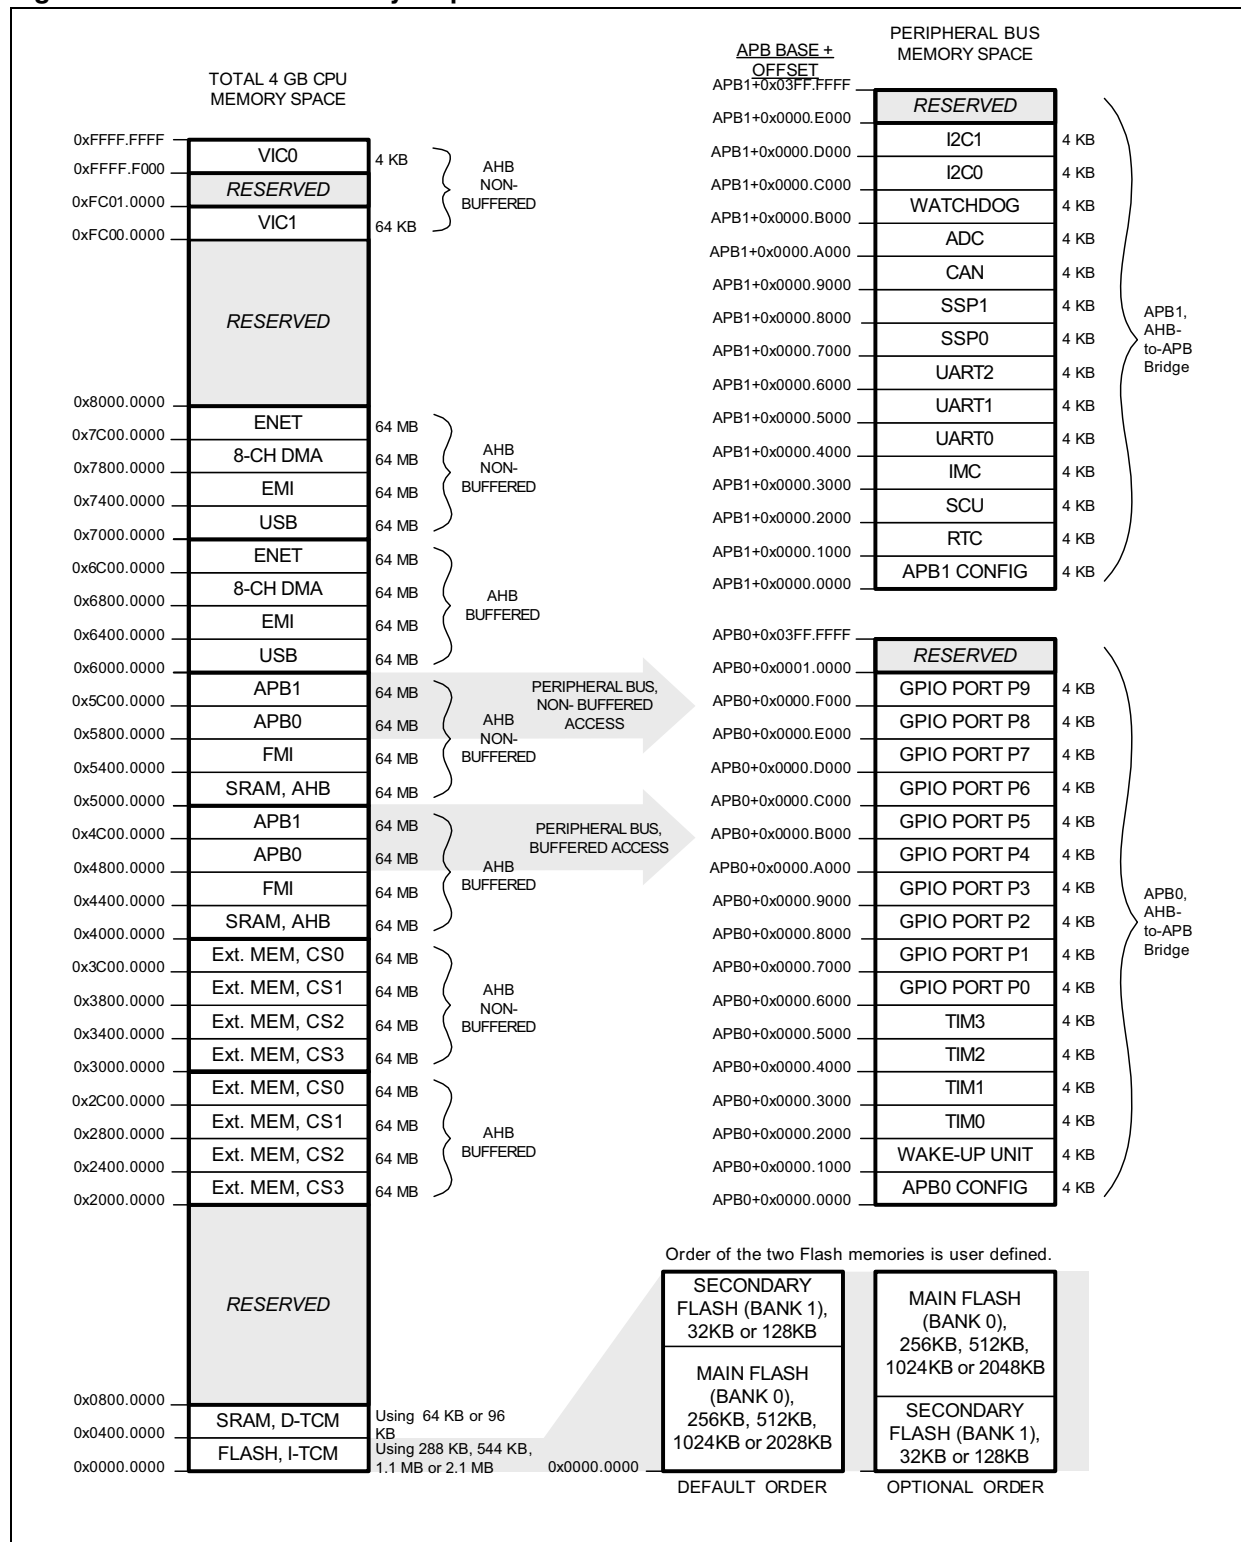 TOTAL 4 GB CPU
MEMORY SPACE
0xFFFF.FFFF
VIC0
4 KB
0xFFFF.F000
RESERVED
0xFC01.0000
VIC1
64 KB
0xFC00.0000
AHB
NON-
BUFFERED
RESERVED
0x8000.0000
ENET
64 MB
0x7C00.0000
8-CH DMA
64 MB
0x7800.0000
EMI
64 MB
0x7400.0000
USB
64 MB
0x7000.0000
AHB
NON-
BUFFERED
ENET
64 MB
0x6C00.0000
8-CH DMA
64 MB
0x6800.0000
EMI
64 MB
0x6400.0000
USB
64 MB
0x6000.0000
AHB
BUFFERED
APB1
64 MB
0x5C00.0000
APB0
64 MB
0x5800.0000
FMI
64 MB
0x5400.0000
SRAM, AHB
64 MB
0x5000.0000
AHB
NON-
BUFFERED
PERIPHERAL BUS,
NON- BUFFERED
ACCESS
APB1
64 MB
0x4C00.0000
APB0
64 MB
0x4800.0000
FMI
64 MB
0x4400.0000
SRAM, AHB
64 MB
0x4000.0000
AHB
BUFFERED
PERIPHERAL BUS,
BUFFERED ACCESS
Ext. MEM, CS0
64 MB
0x3C00.0000
Ext. MEM, CS1
64 MB
0x3800.0000
Ext. MEM, CS2
64 MB
0x3400.0000
Ext. MEM, CS3
64 MB
0x3000.0000
AHB
NON-
BUFFERED
Ext. MEM, CS0
64 MB
0x2C00.0000
Ext. MEM, CS1
64 MB
0x2800.0000
Ext. MEM, CS2
64 MB
0x2400.0000
Ext. MEM, CS3
64 MB
0x2000.0000
AHB
BUFFERED
RESERVED
0x0800.0000
SRAM, D-TCM
Using 64 KB or 96
KB
0x0400.0000
FLASH, I-TCM
Using 288 KB, 544 KB,
1.1 MB or 2.1 MB
0x0000.0000
APB BASE +
OFFSET
PERIPHERAL BUS
MEMORY SPACE
APB1+0x03FF.FFFF
RESERVED
APB1+0x0000.E000
I2C1
4 KB
APB1+0x0000.D000
I2C0
4 KB
APB1+0x0000.C000
WATCHDOG
4 KB
APB1+0x0000.B000
ADC
4 KB
APB1+0x0000.A000
CAN
4 KB
APB1+0x0000.9000
SSP1
4 KB
APB1+0x0000.8000
SSP0
4 KB
APB1+0x0000.7000
UART2
4 KB
APB1+0x0000.6000
UART1
4 KB
APB1+0x0000.5000
UART0
4 KB
APB1+0x0000.4000
IMC
4 KB
APB1+0x0000.3000
SCU
4 KB
APB1+0x0000.2000
RTC
4 KB
APB1+0x0000.1000
APB1 CONFIG
4 KB
APB1+0x0000.0000
APB1,
AHB-
to-APB
Bridge
APB0+0x03FF.FFFF
RESERVED
APB0+0x0001.0000
GPIO PORT P9
4 KB
APB0+0x0000.F000
GPIO PORT P8
4 KB
APB0+0x0000.E000
GPIO PORT P7
4 KB
APB0+0x0000.D000
GPIO PORT P6
4 KB
APB0+0x0000.C000
GPIO PORT P5
4 KB
APB0+0x0000.B000
GPIO PORT P4
4 KB
APB0+0x0000.A000
GPIO PORT P3
4 KB
APB0+0x0000.9000
GPIO PORT P2
4 KB
APB0+0x0000.8000
GPIO PORT P1
4 KB
APB0+0x0000.7000
GPIO PORT P0
4 KB
APB0+0x0000.6000
TIM3
4 KB
APB0+0x0000.5000
TIM2
4 KB
APB0+0x0000.4000
TIM1
4 KB
APB0+0x0000.3000
TIM0
4 KB
APB0+0x0000.2000
WAKE-UP UNIT
4 KB
APB0+0x0000.1000
APB0 CONFIG
4 KB
APB0+0x0000.0000
APB0,
AHB-
to-APB
Bridge
Order of the two Flash memories is user defined.
SECONDARY
FLASH (BANK 1),
32KB or 128KB
MAIN FLASH
(BANK 0),
256KB, 512KB,
1024KB or 2028KB
0x0000.0000
DEFAULT ORDER
MAIN FLASH
(BANK 0),
256KB, 512KB,
1024KB or 2048KB
SECONDARY
FLASH (BANK 1),
32KB or 128KB
OPTIONAL ORDER